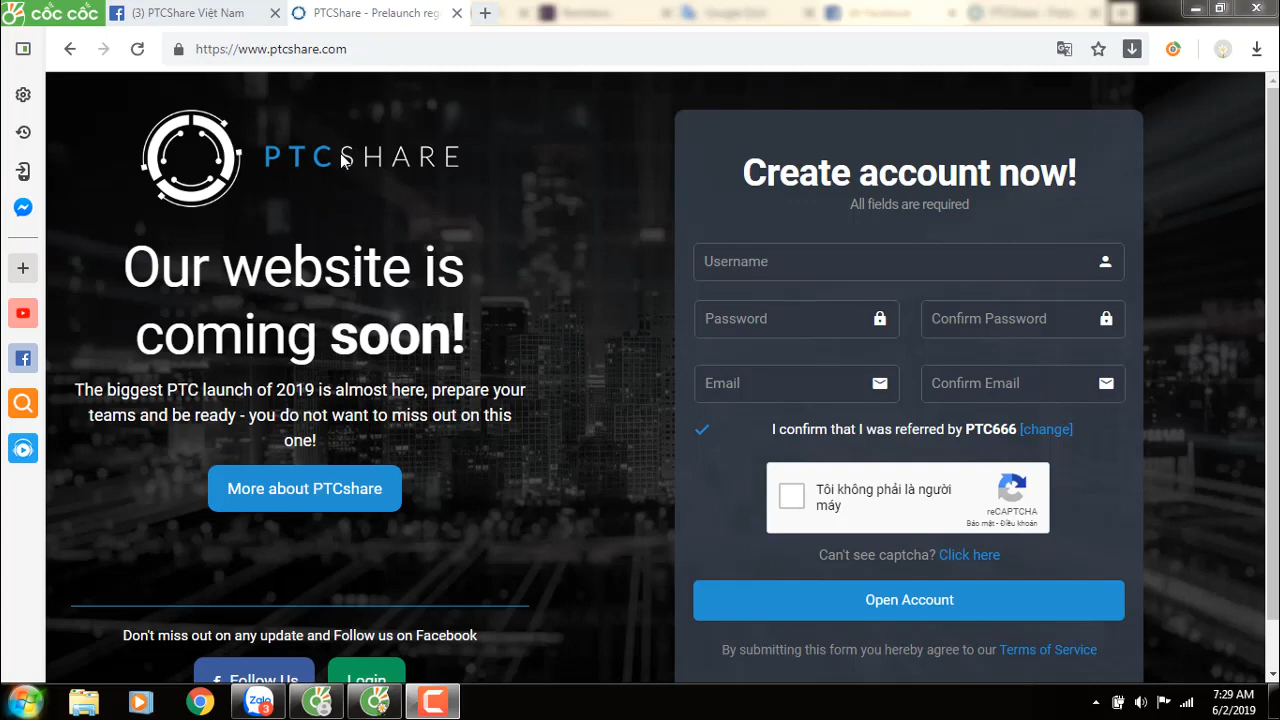 cốc cốc
(3) PTCShare Việt Nam
PTCShare – Prelaunch reg
https://www.ptcshare.com
PTCSHARE
Our website is
coming soon!
The biggest PTC launch of 2019 is almost here, prepare your
teams and be ready - you do not want to miss out on this
one!
More about PTCshare
Don't miss out on any update and Follow us on Facebook
Follow Us
Login
Create account now!
All fields are required
Username
Password
Confirm Password
Email
Confirm Email
I confirm that I was referred by PTC666 [change]
Tôi không phải là người
máy
reCAPTCHA
Bảo mật - Điều khoản
Can't see captcha? Click here
Open Account
By submitting this form you hereby agree to our Terms of Service
Zalo
3
7:29 AM
6/2/2019